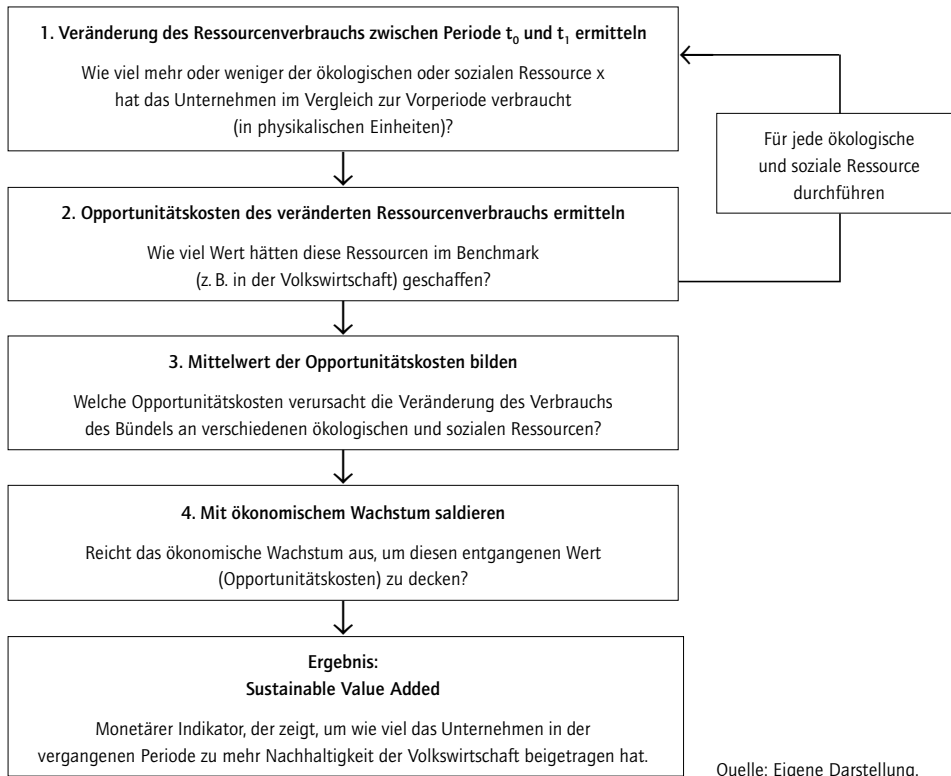 1. Veränderung des Ressourcenverbrauchs zwischen Periode t₀ und t₁ ermitteln
Wie viel mehr oder weniger der ökologischen oder sozialen Ressource x
hat das Unternehmen im Vergleich zur Vorperiode verbraucht
(in physikalischen Einheiten)?
Für jede ökologische
und soziale Ressource
durchführen
2. Opportunitätskosten des veränderten Ressourcenverbrauchs ermitteln
Wie viel Wert hätten diese Ressourcen im Benchmark
(z. B. in der Volkswirtschaft) geschaffen?
3. Mittelwert der Opportunitätskosten bilden
Welche Opportunitätskosten verursacht die Veränderung des Verbrauchs
des Bündels an verschiedenen ökologischen und sozialen Ressourcen?
4. Mit ökonomischem Wachstum saldieren
Reicht das ökonomische Wachstum aus, um diesen entgangenen Wert
(Opportunitätskosten) zu decken?
Ergebnis:
Sustainable Value Added
Monetärer Indikator, der zeigt, um wie viel das Unternehmen in der
vergangenen Periode zu mehr Nachhaltigkeit der Volkswirtschaft beigetragen hat.
Quelle: Eigene Darstellung.